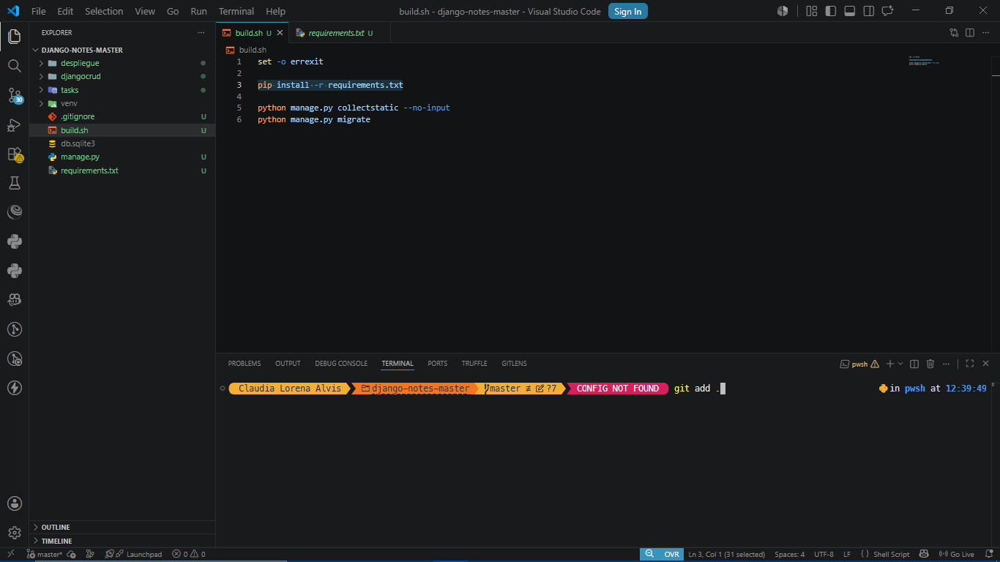 File Edit Selection View Go Run Terminal Help
build.sh - django-notes-master - Visual Studio Code
Sign In
EXPLORER
DJANGO-NOTES-MASTER
despliegue
djangocrud
tasks
venv
.gitignore U
build.sh U
db.sqlite3
manage.py U
requirements.txt U
OUTLINE
TIMELINE
30
build.sh U
requirements.txt U
build.sh
1 set -o errexit
2
3 pip install -r requirements.txt
4
5 python manage.py collectstatic --no-input
6 python manage.py migrate
PROBLEMS OUTPUT DEBUG CONSOLE TERMINAL PORTS TRUFFLE GITLENS
pwsh
Claudia Lorena Alvis django-notes-master master ≢ ?7 CONFIG NOT FOUND git add . in pwsh at 12:39:49
master* Launchpad 0 0 OVR Ln 3, Col 1 (31 selected) Spaces: 4 UTF-8 LF { } Shell Script Go Live